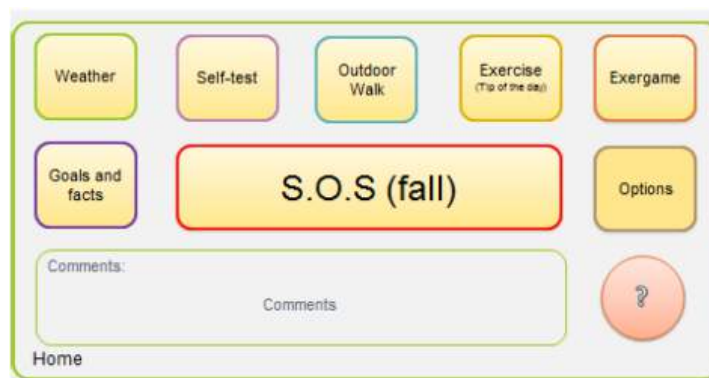 Weather
Self-test
Outdoor
Walk
Exercise
(Tip of the day)
Exergame
Goals and
facts
S.O.S (fall)
Options
Comments:
Comments
?
Home